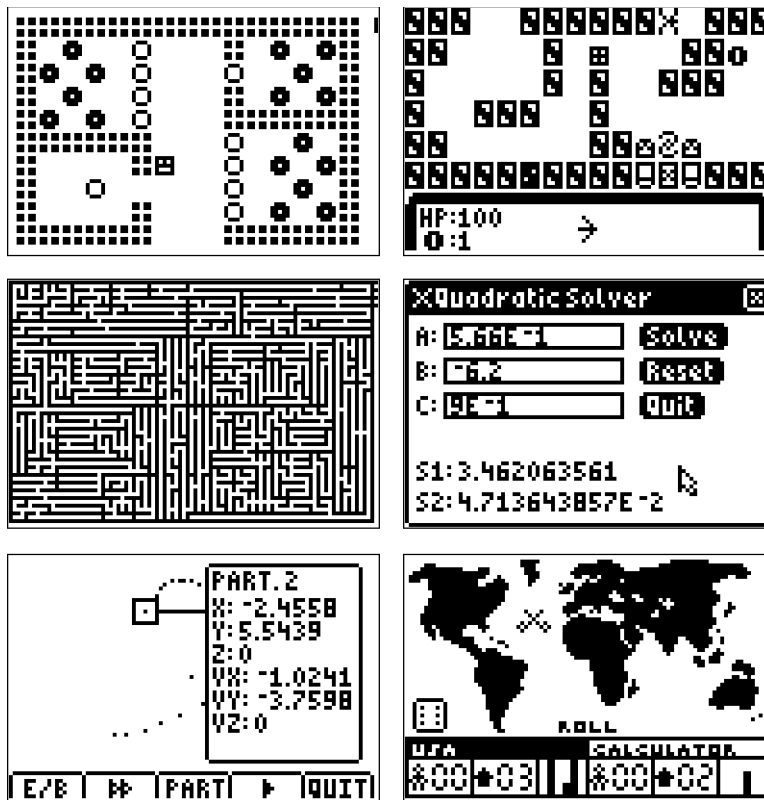 HP:100
:1
Quadratic Solver
A: 5.66E-1 Solve
B: -6.2 Reset
C: 9E-1 Quit
S1:3.462063561
S2:4.713643857E-2
PART.2
X:-2.4558
Y:5.5439
Z:0
VX:-1.0241
VY:-3.7598
VZ:0
E/B PART QUIT
ROLL
USA CALCULATOR
00 03 00 02